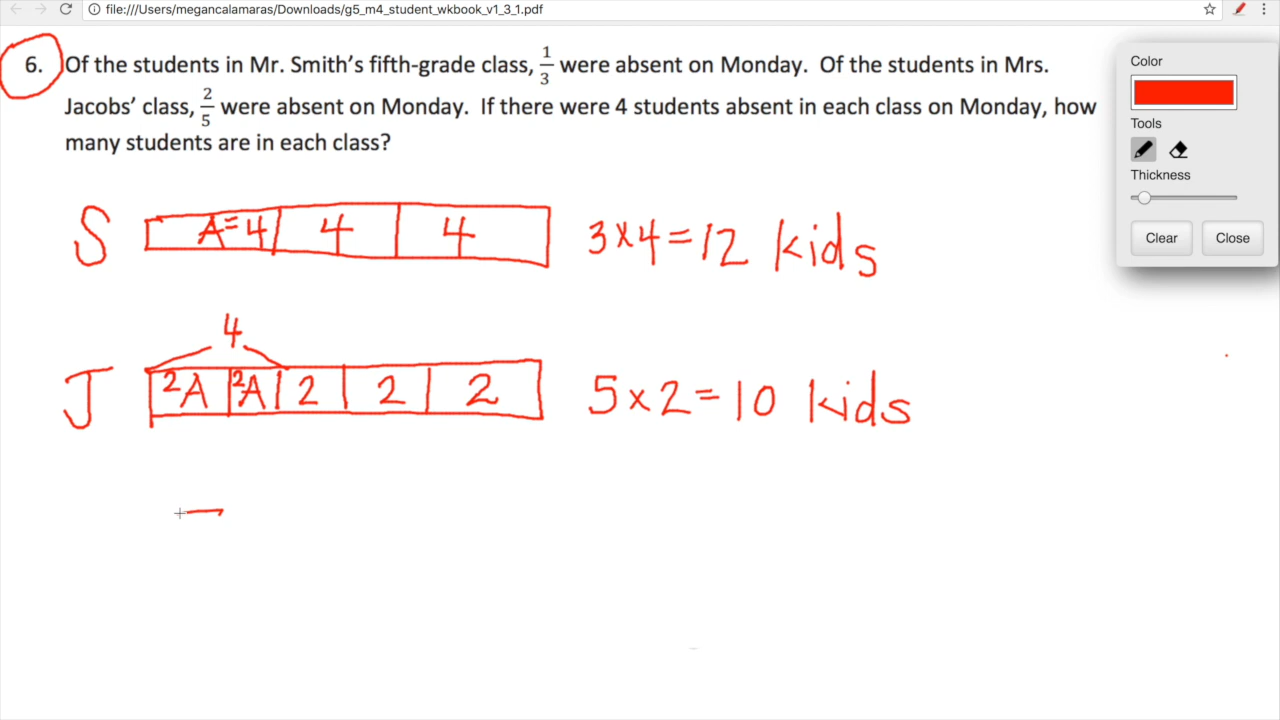 file:///Users/megancalamaras/Downloads/g5_m4_student_wkbook_v1_3_1.pdf
6. Of the students in Mr. Smith's fifth-grade class, 1/3 were absent on Monday. Of the students in Mrs.
Jacobs' class, 2/5 were absent on Monday. If there were 4 students absent in each class on Monday, how
many students are in each class?
S A=4 4 4 3x4=12 kids
4
J 2A 2A 2 2 2 5x2=10 kids
Color
Tools
Thickness
Clear Close